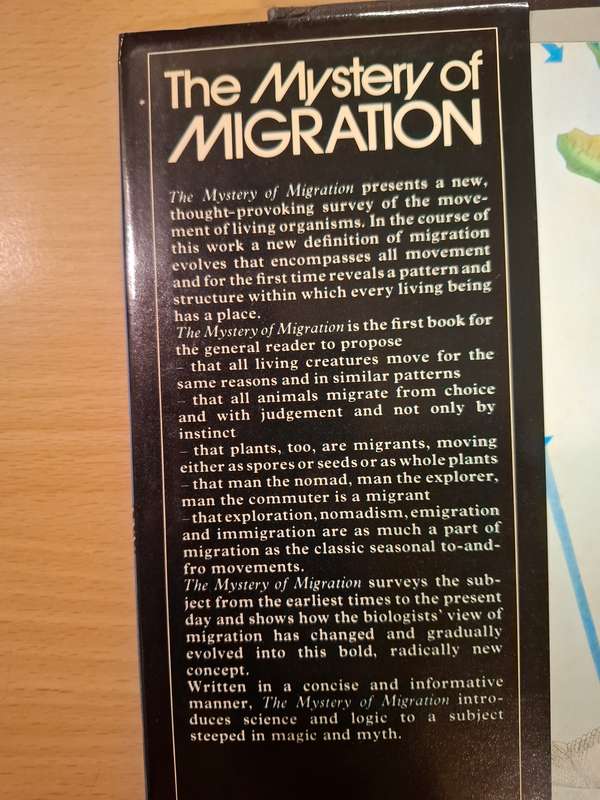 The Mystery of
MIGRATION
The Mystery of Migration presents a new,
thought-provoking survey of the move-
ment of living organisms. In the course of
this work a new definition of migration
evolves that encompasses all movement
and for the first time reveals a pattern and
structure within which every living being
has a place.
The Mystery of Migration is the first book for
the general reader to propose
– that all living creatures move for the
same reasons and in similar patterns
– that all animals migrate from choice
and with judgement and not only by
instinct
– that plants, too, are migrants, moving
either as spores or seeds or as whole plants
– that man the nomad, man the explorer,
man the commuter is a migrant
– that exploration, nomadism, emigration
and immigration are as much a part of
migration as the classic seasonal to-and-
fro movements.
The Mystery of Migration surveys the sub-
ject from the earliest times to the present
day and shows how the biologists' view of
migration has changed and gradually
evolved into this bold, radically new
concept.
Written in a concise and informative
manner, The Mystery of Migration intro-
duces science and logic to a subject
steeped in magic and myth.